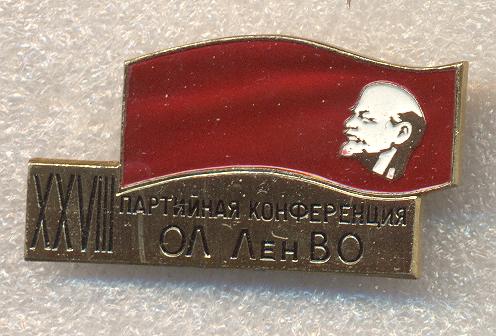 XXVIII
ПАРТИЙНАЯ КОНФЕРЕНЦИЯ
ОЛ ЛенВО